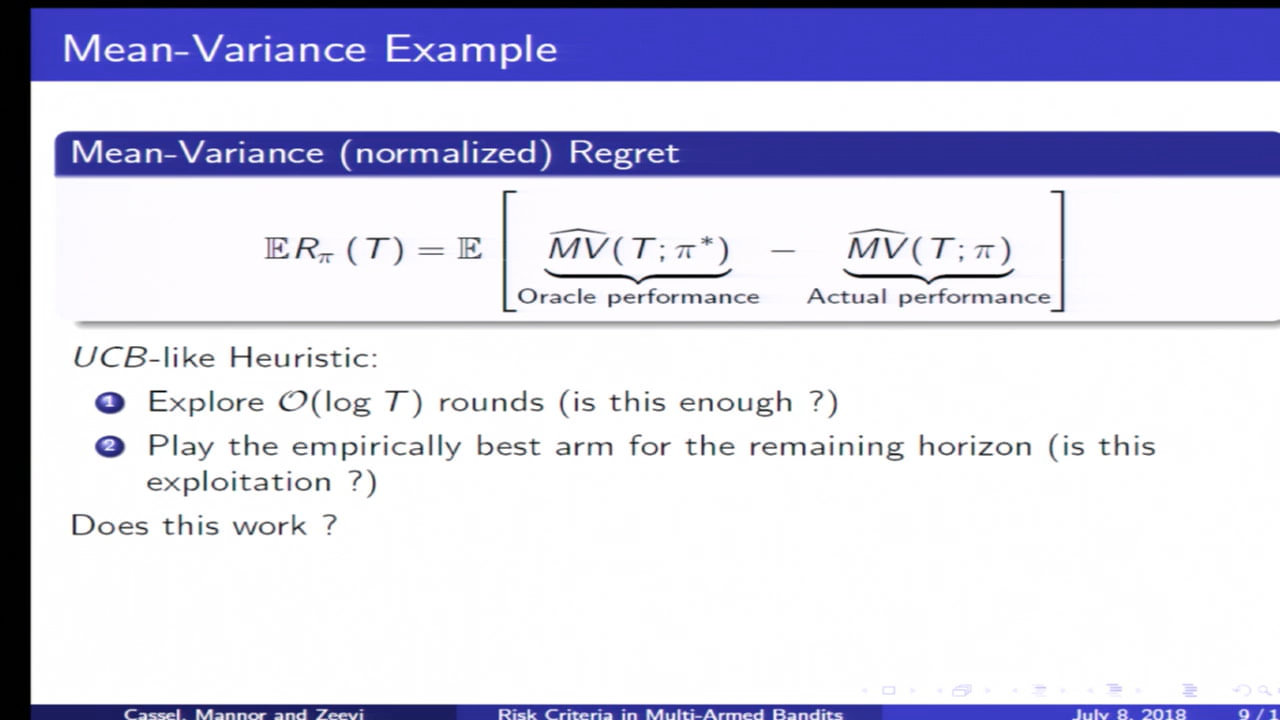 Mean-Variance Example
Mean-Variance (normalized) Regret
𝔼R_π (T) = 𝔼 [ \widehat{MV}(T; π*) − \widehat{MV}(T; π) ]
Oracle performance Actual performance
UCB-like Heuristic:
1 Explore 𝒪(log T) rounds (is this enough ?)
2 Play the empirically best arm for the remaining horizon (is this
exploitation ?)
Does this work ?
Cassel, Mannor and Zeevi Risk Criteria in Multi-Armed Bandits July 8, 2018 9 / 1